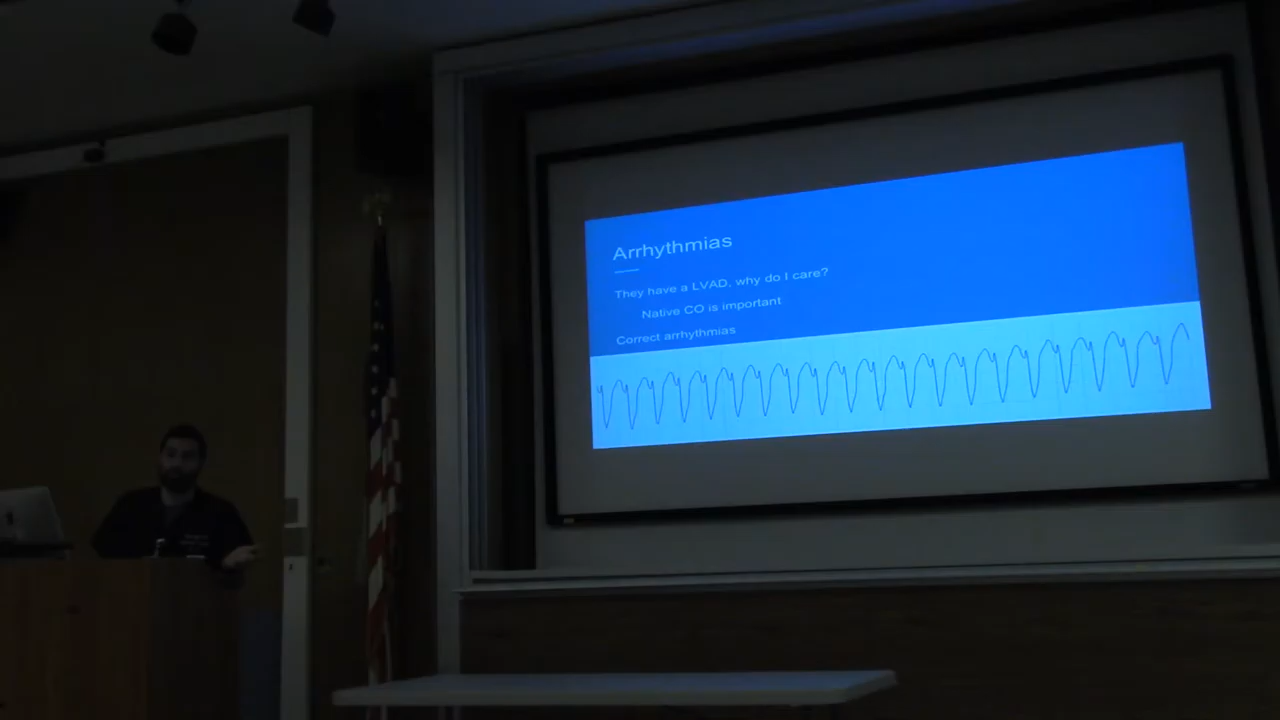 Arrhythmias
They have a LVAD, why do I care?
Native CO is important
Correct arrhythmias